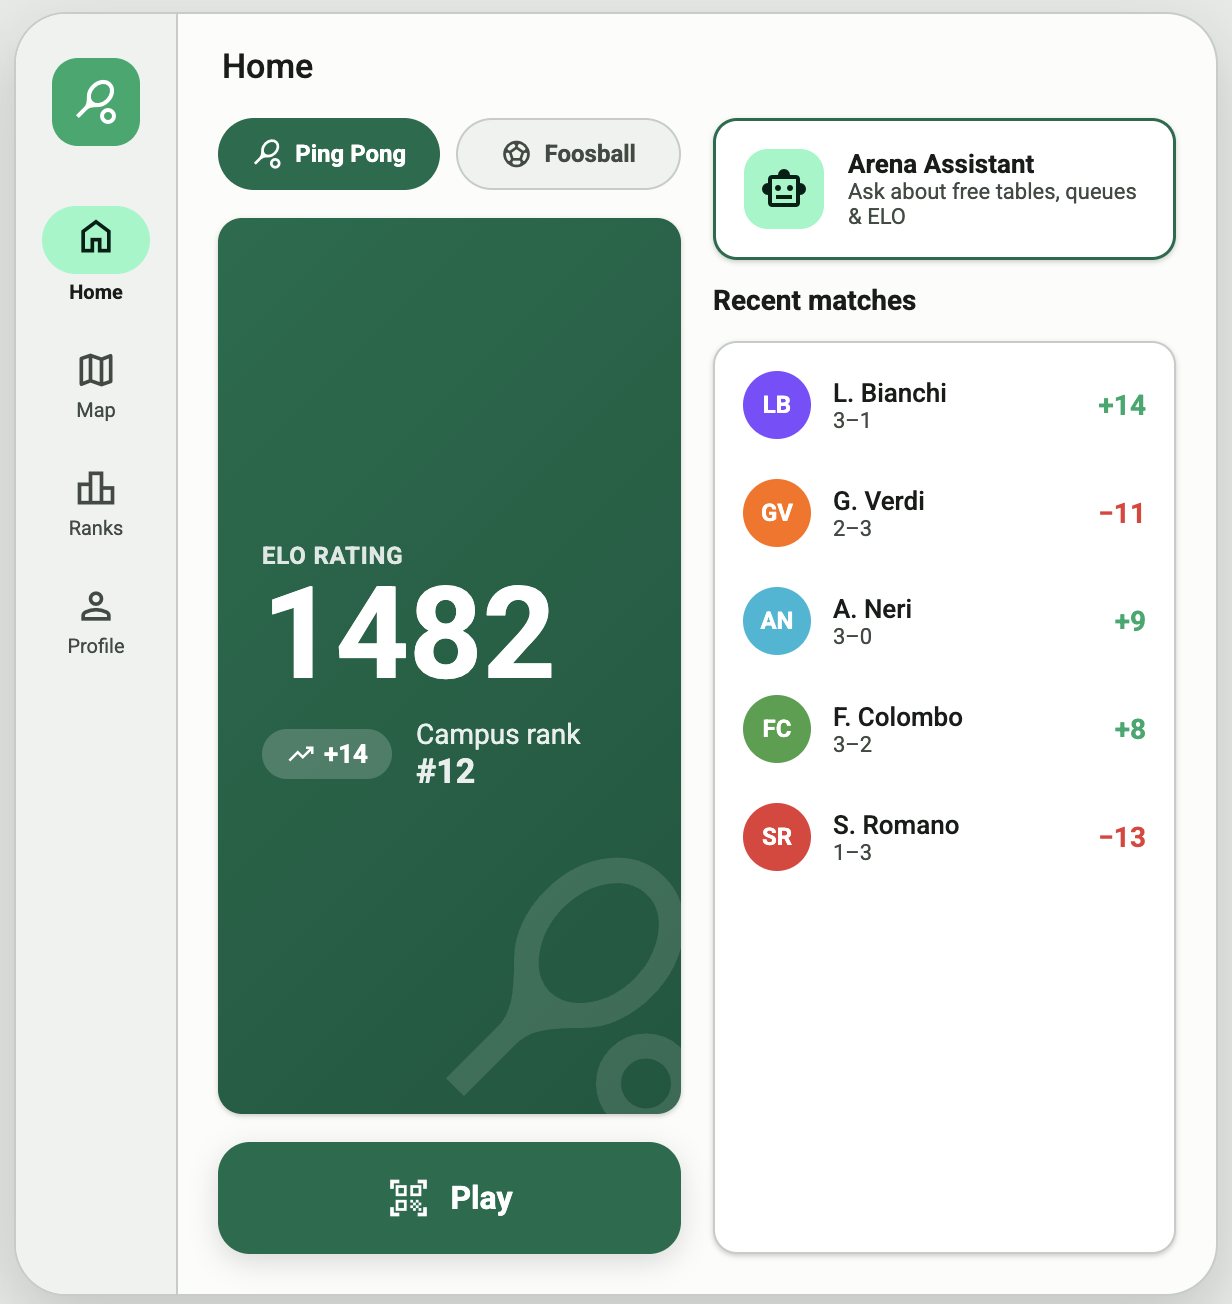 Home
Home
Map
Ranks
Profile
Ping Pong
Foosball
ELO RATING
1482
+14
Campus rank
#12
Play
Arena Assistant
Ask about free tables, queues
& ELO
Recent matches
LB
L. Bianchi
3–1
+14
GV
G. Verdi
2–3
−11
AN
A. Neri
3–0
+9
FC
F. Colombo
3–2
+8
SR
S. Romano
1–3
−13